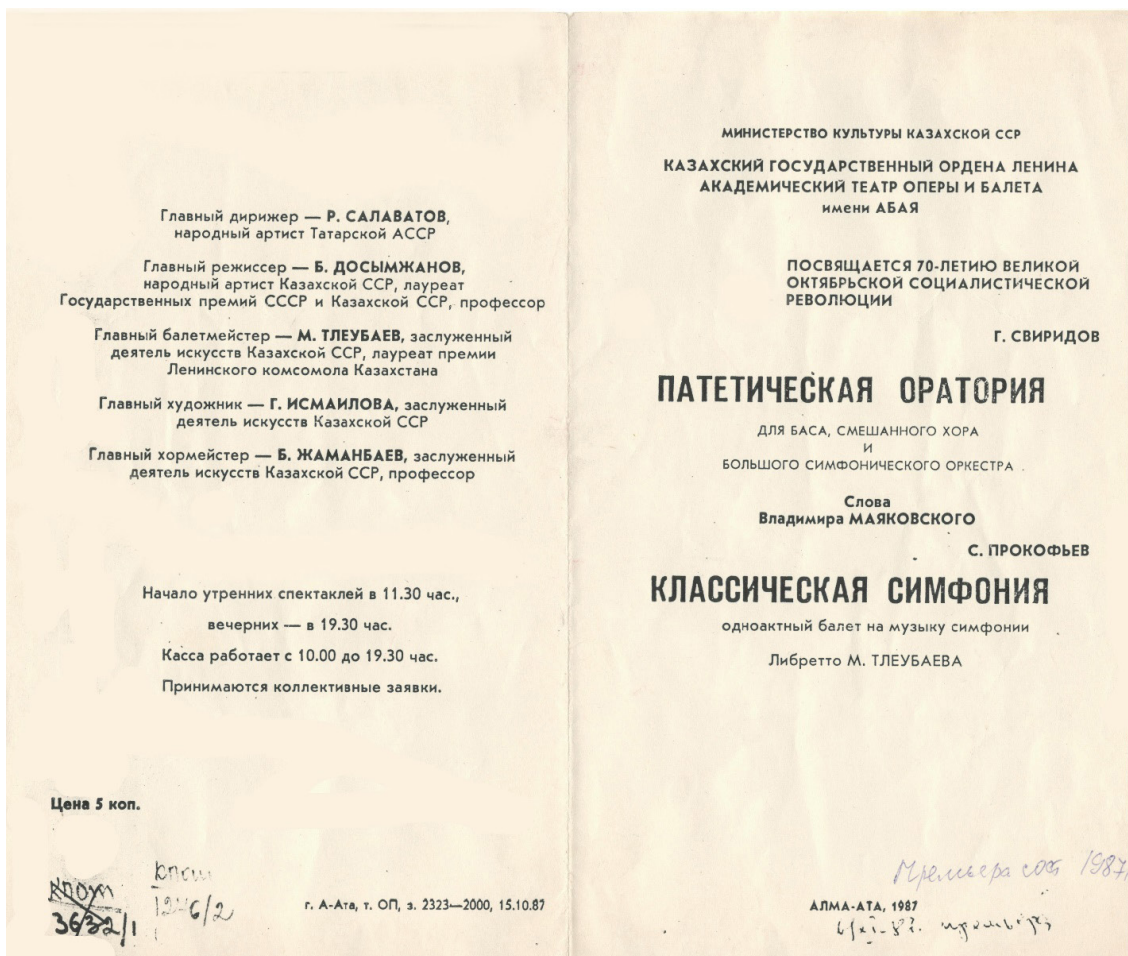 Главный дирижер — Р. САЛАВАТОВ,
народный артист Татарской АССР
Главный режиссер — Б. ДОСЫМЖАНОВ,
народный артист Казахской ССР, лауреат
Государственных премий СССР и Казахской ССР, профессор
Главный балетмейстер — М. ТЛЕУБАЕВ, заслуженный
деятель искусств Казахской ССР, лауреат премии
Ленинского комсомола Казахстана
Главный художник — Г. ИСМАИЛОВА, заслуженный
деятель искусств Казахской ССР
Главный хормейстер — Б. ЖАМАНБАЕВ, заслуженный
деятель искусств Казахской ССР, профессор
Начало утренних спектаклей в 11.30 час.,
вечерних — в 19.30 час.
Касса работает с 10.00 до 19.30 час.
Принимаются коллективные заявки.
Цена 5 коп.
г. А-Ата, т. ОП, з. 2323—2000, 15.10.87
МИНИСТЕРСТВО КУЛЬТУРЫ КАЗАХСКОЙ ССР
КАЗАХСКИЙ ГОСУДАРСТВЕННЫЙ ОРДЕНА ЛЕНИНА
АКАДЕМИЧЕСКИЙ ТЕАТР ОПЕРЫ И БАЛЕТА
имени АБАЯ
ПОСВЯЩАЕТСЯ 70-ЛЕТИЮ ВЕЛИКОЙ
ОКТЯБРЬСКОЙ СОЦИАЛИСТИЧЕСКОЙ
РЕВОЛЮЦИИ
Г. СВИРИДОВ
ПАТЕТИЧЕСКАЯ ОРАТОРИЯ
ДЛЯ БАСА, СМЕШАННОГО ХОРА
И
БОЛЬШОГО СИМФОНИЧЕСКОГО ОРКЕСТРА
Слова
Владимира МАЯКОВСКОГО
С. ПРОКОФЬЕВ
КЛАССИЧЕСКАЯ СИМФОНИЯ
одноактный балет на музыку симфонии
Либретто М. ТЛЕУБАЕВА
Премьера 1987
АЛМА-АТА, 1987